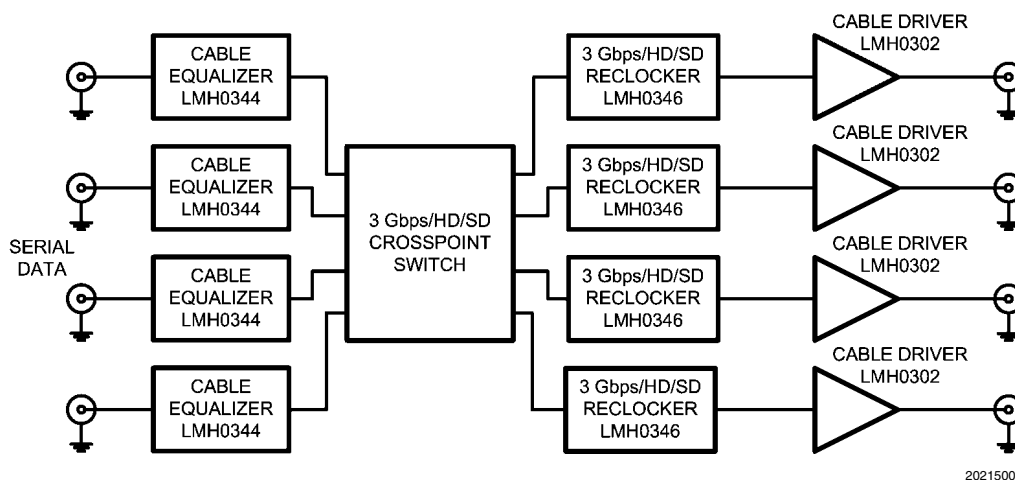 CABLE DRIVER
LMH0302
CABLE
EQUALIZER
LMH0344
3 Gbps/HD/SD
RECLOCKER
LMH0346
CABLE DRIVER
LMH0302
CABLE
EQUALIZER
LMH0344
3 Gbps/HD/SD
RECLOCKER
LMH0346
3 Gbps/HD/SD
CROSSPOINT
SWITCH
SERIAL
DATA
CABLE DRIVER
LMH0302
CABLE
EQUALIZER
LMH0344
3 Gbps/HD/SD
RECLOCKER
LMH0346
CABLE DRIVER
LMH0302
CABLE
EQUALIZER
LMH0344
3 Gbps/HD/SD
RECLOCKER
LMH0346
2021500